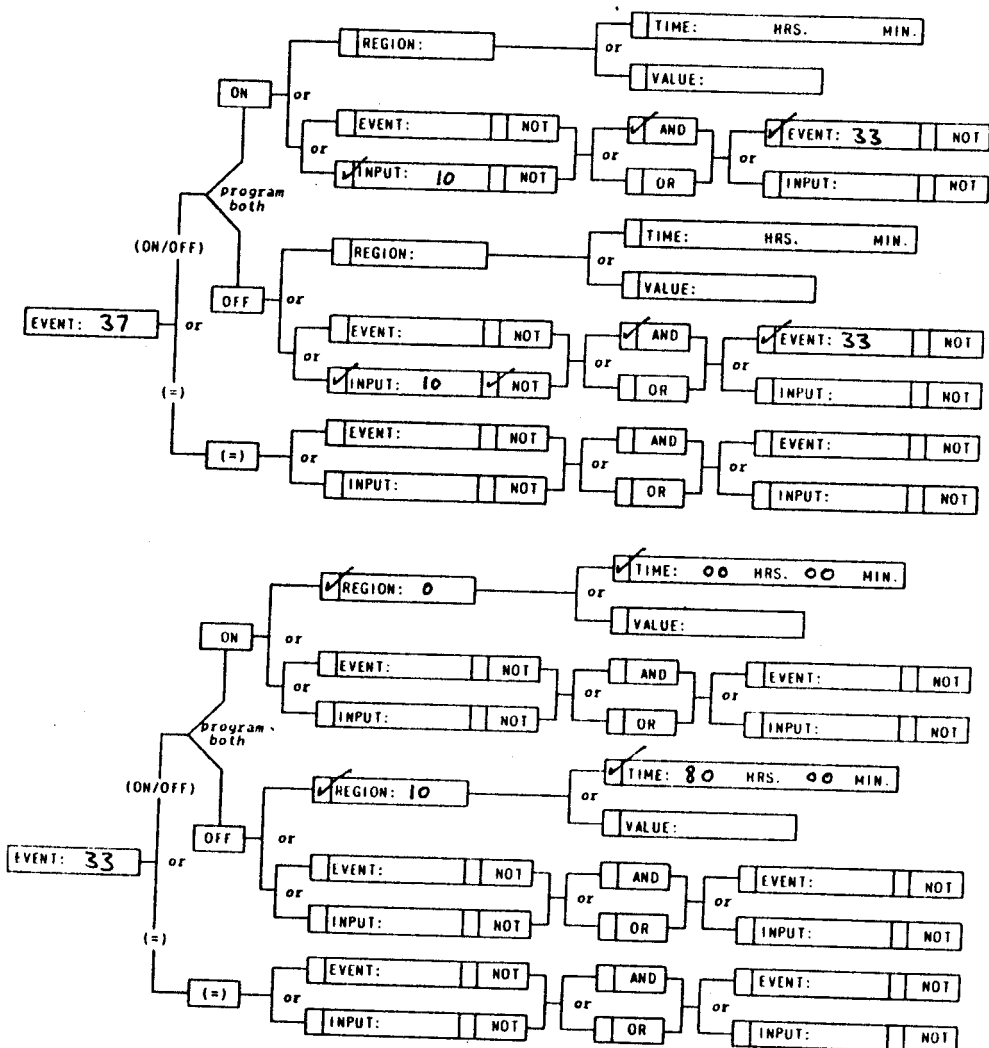 TIME: HRS. MIN.
REGION:
or
VALUE:
ON
or
EVENT: NOT
AND
EVENT: 33 NOT
or
or
or
INPUT: 10 NOT
OR
INPUT: NOT
program both
(ON/OFF)
TIME: HRS. MIN.
REGION:
or
VALUE:
OFF
or
EVENT: 37
or
EVENT: NOT
AND
EVENT: 33 NOT
or
or
or
INPUT: 10 NOT
OR
INPUT: NOT
(=)
EVENT: NOT
AND
EVENT: NOT
(=)
or
or
or
INPUT: NOT
OR
INPUT: NOT
TIME: 00 HRS. 00 MIN.
REGION: 0
or
VALUE:
ON
or
EVENT: NOT
AND
EVENT: NOT
or
or
or
INPUT: NOT
OR
INPUT: NOT
program both
(ON/OFF)
TIME: 80 HRS. 00 MIN.
REGION: 10
or
VALUE:
OFF
or
EVENT: 33
or
EVENT: NOT
AND
EVENT: NOT
or
or
or
INPUT: NOT
OR
INPUT: NOT
(=)
EVENT: NOT
AND
EVENT: NOT
(=)
or
or
or
INPUT: NOT
OR
INPUT: NOT